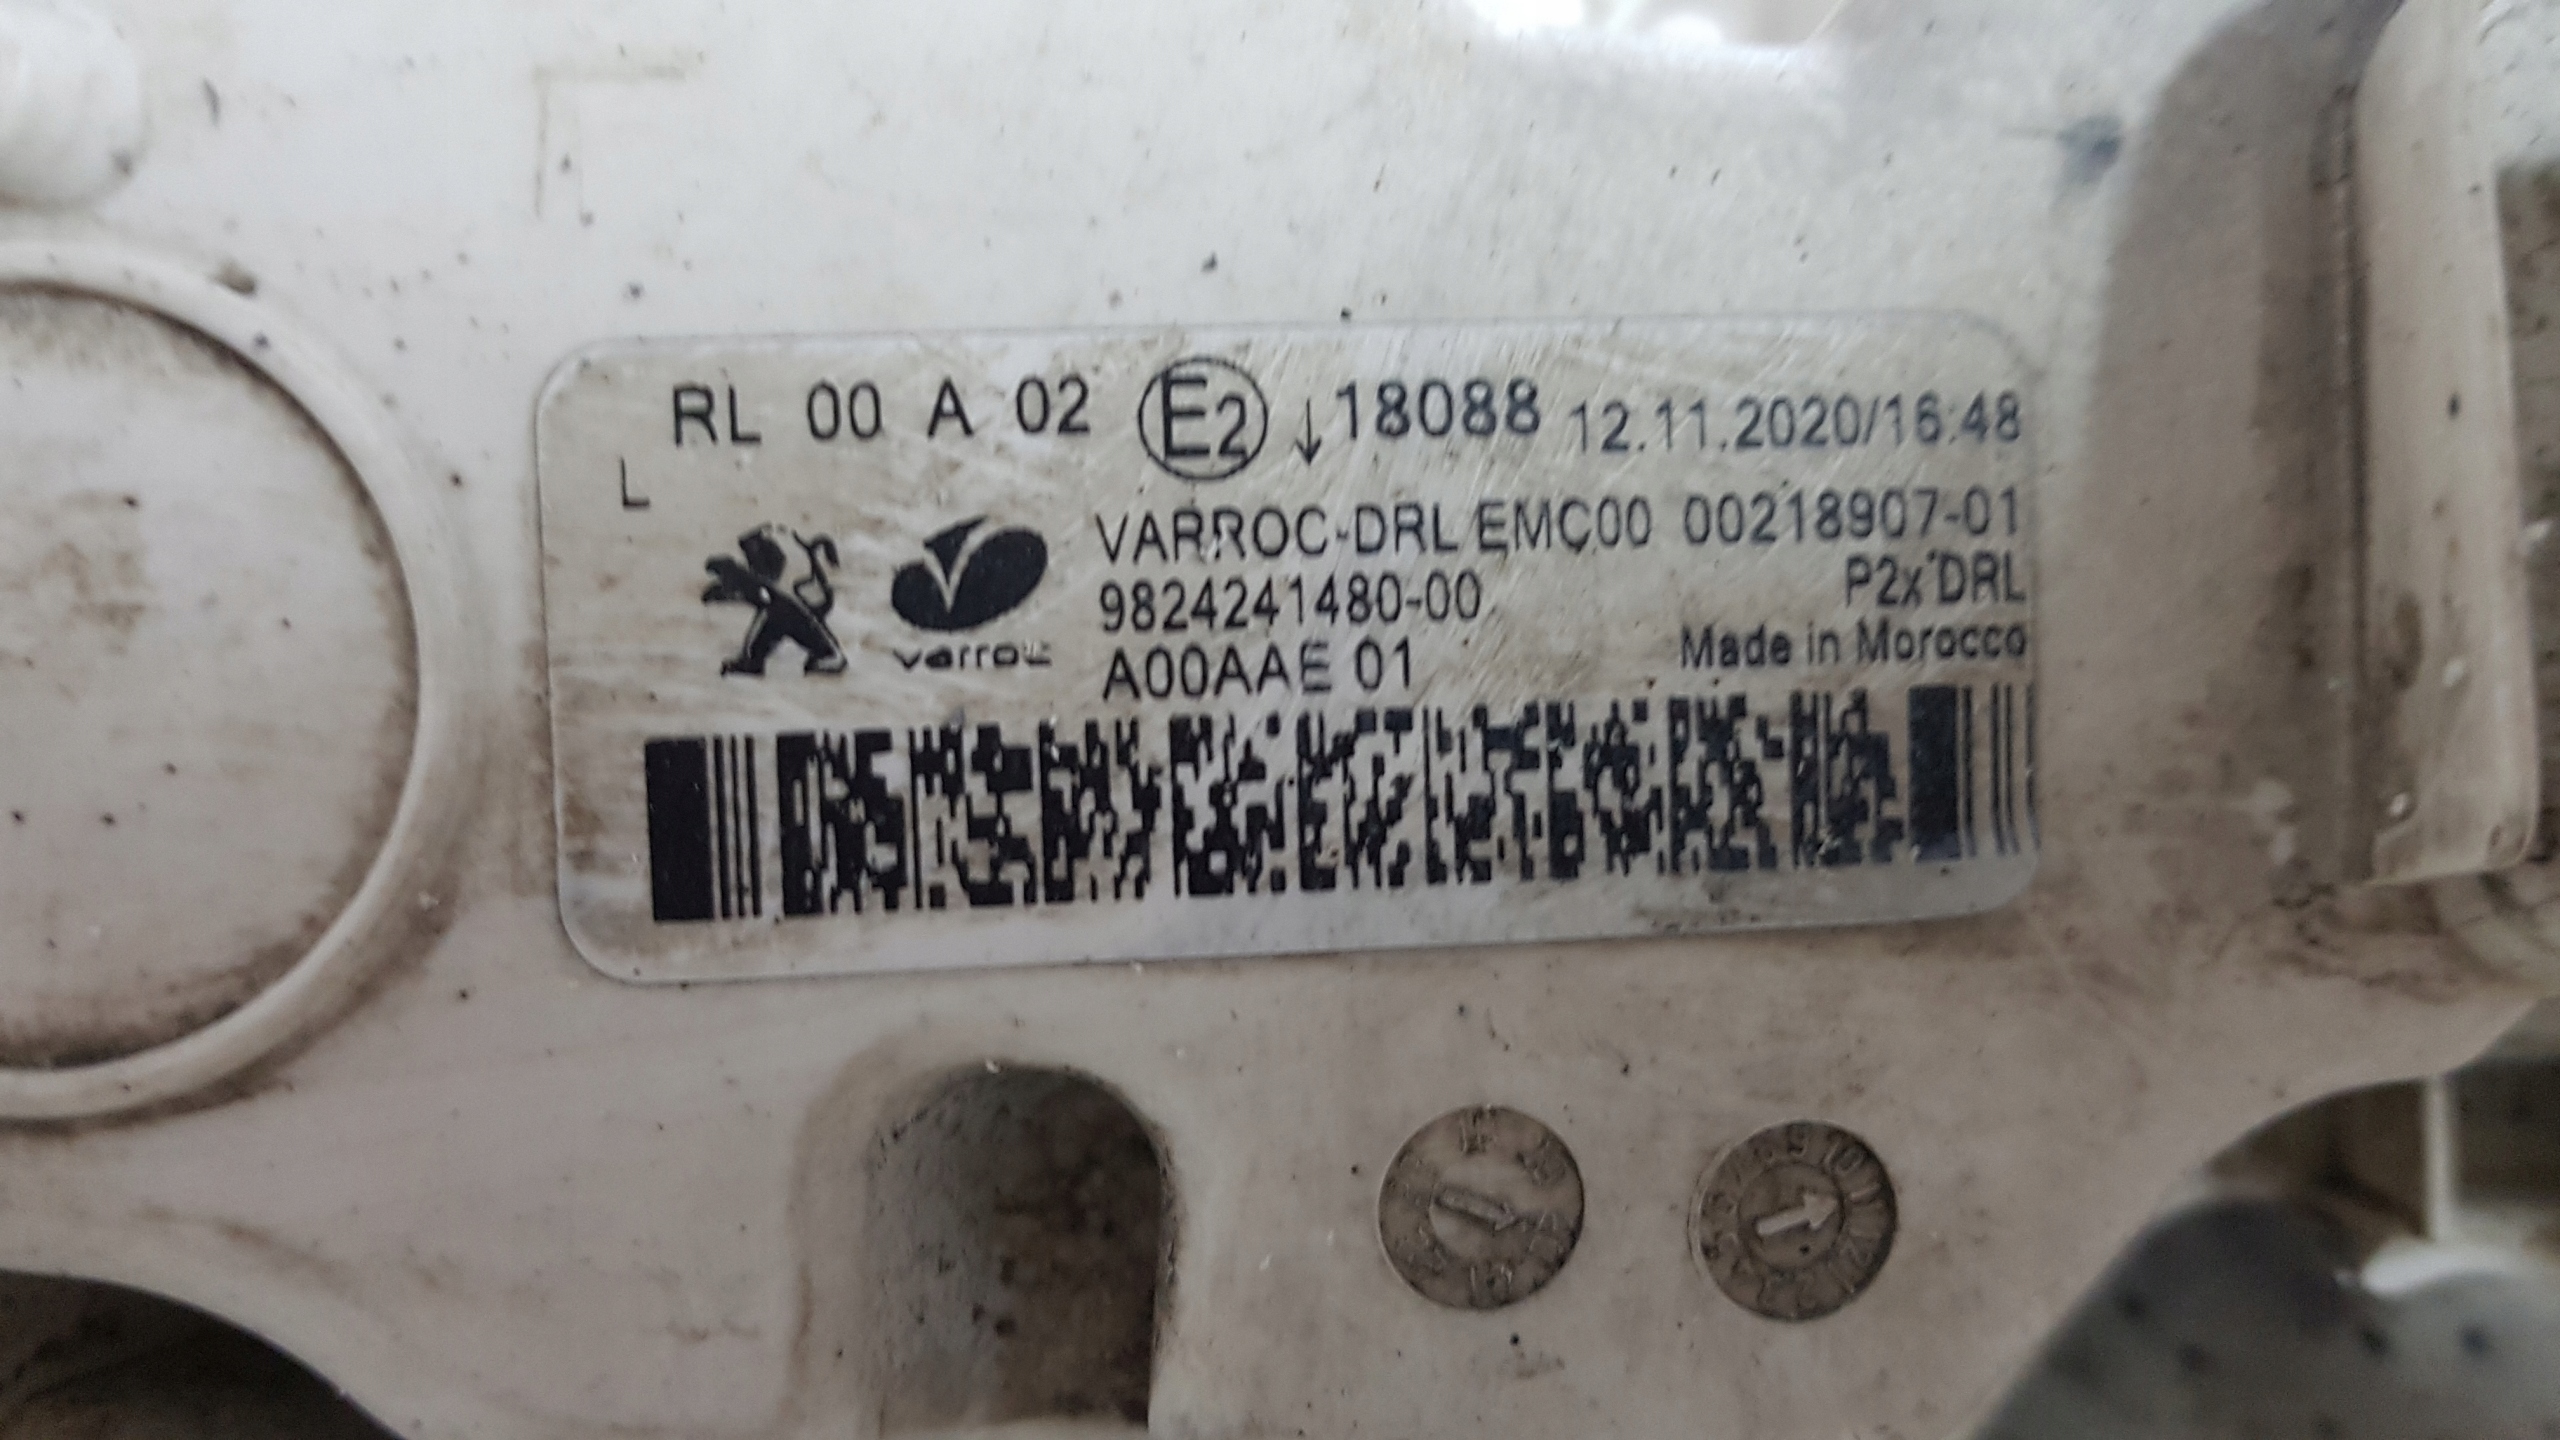 RL 00 A 02 E2 ↓18088 12.11.2020/16:48
L
VARROC-DRL EMC00 00218907-01
9824241480-00 P2x DRL
varroc
A00AAE 01 Made in Morocco